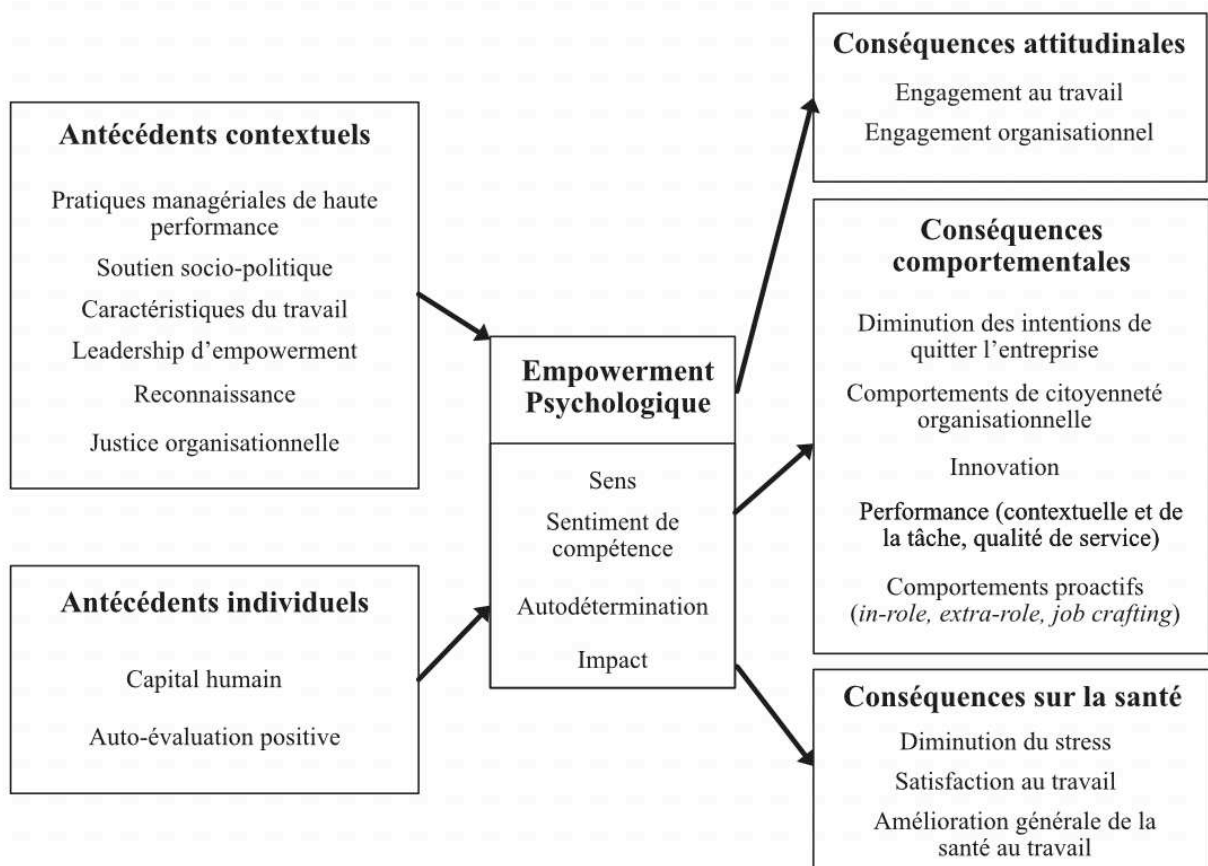 Antécédents contextuels
Pratiques managériales de haute
performance
Soutien socio-politique
Caractéristiques du travail
Leadership d’empowerment
Reconnaissance
Justice organisationnelle
Antécédents individuels
Capital humain
Auto-évaluation positive
Empowerment
Psychologique
Sens
Sentiment de
compétence
Autodétermination
Impact
Conséquences attitudinales
Engagement au travail
Engagement organisationnel
Conséquences
comportementales
Diminution des intentions de
quitter l’entreprise
Comportements de citoyenneté
organisationnelle
Innovation
Performance (contextuelle et de
la tâche, qualité de service)
Comportements proactifs
(in-role, extra-role, job crafting)
Conséquences sur la santé
Diminution du stress
Satisfaction au travail
Amélioration générale de la
santé au travail